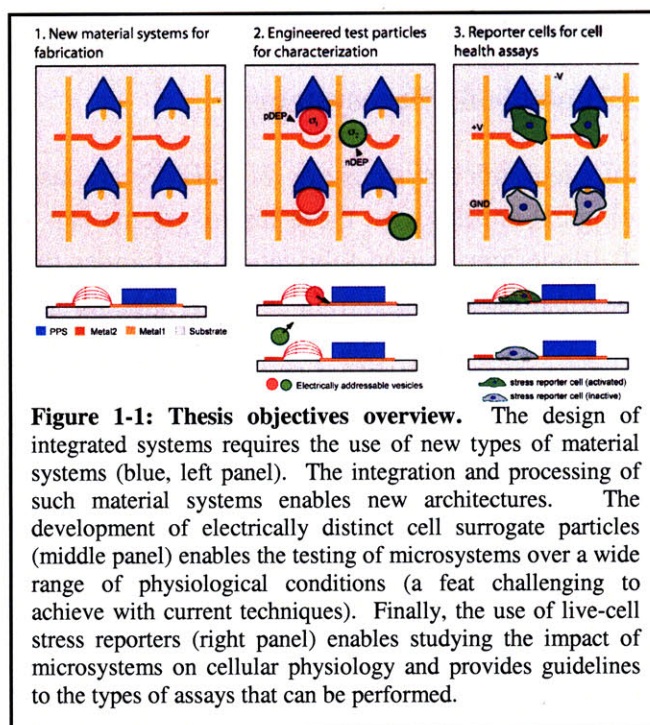 1. New material systems for
fabrication
2. Engineered test particles
for characterization
3. Reporter cells for cell
health assays
pDEP
σ₁
σ₂
nDEP
-V
+V
GND
PPS Metal2 Metal1 Substrate
Electrically addressable vesicles
stress reporter cell (activated)
stress reporter cell (inactive)
Figure 1-1: Thesis objectives overview. The design of
integrated systems requires the use of new types of material
systems (blue, left panel). The integration and processing of
such material systems enables new architectures. The
development of electrically distinct cell surrogate particles
(middle panel) enables the testing of microsystems over a wide
range of physiological conditions (a feat challenging to
achieve with current techniques). Finally, the use of live-cell
stress reporters (right panel) enables studying the impact of
microsystems on cellular physiology and provides guidelines
to the types of assays that can be performed.